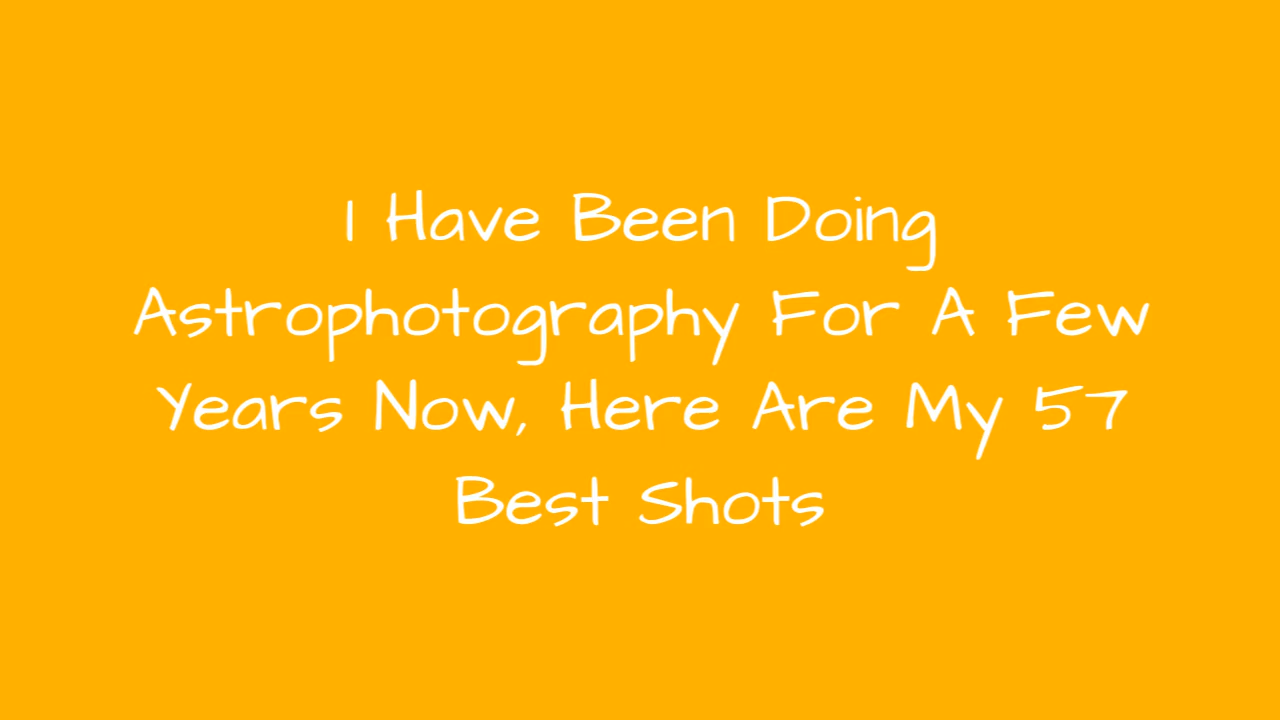 I Have Been Doing
Astrophotography For A Few
Years Now, Here Are My 57
Best Shots